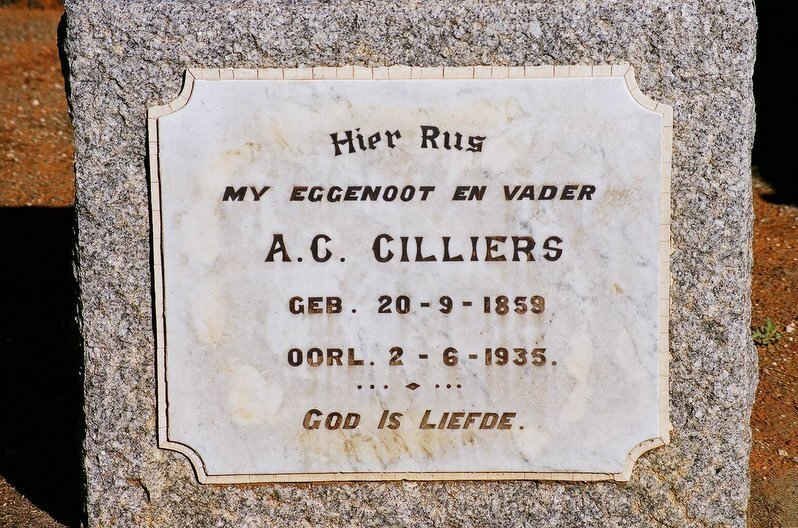 Hier Rus
MY EGGENOOT EN VADER
A.C. CILLIERS
GEB. 20-9-1859
OORL. 2-6-1935.
GOD IS LIEFDE.